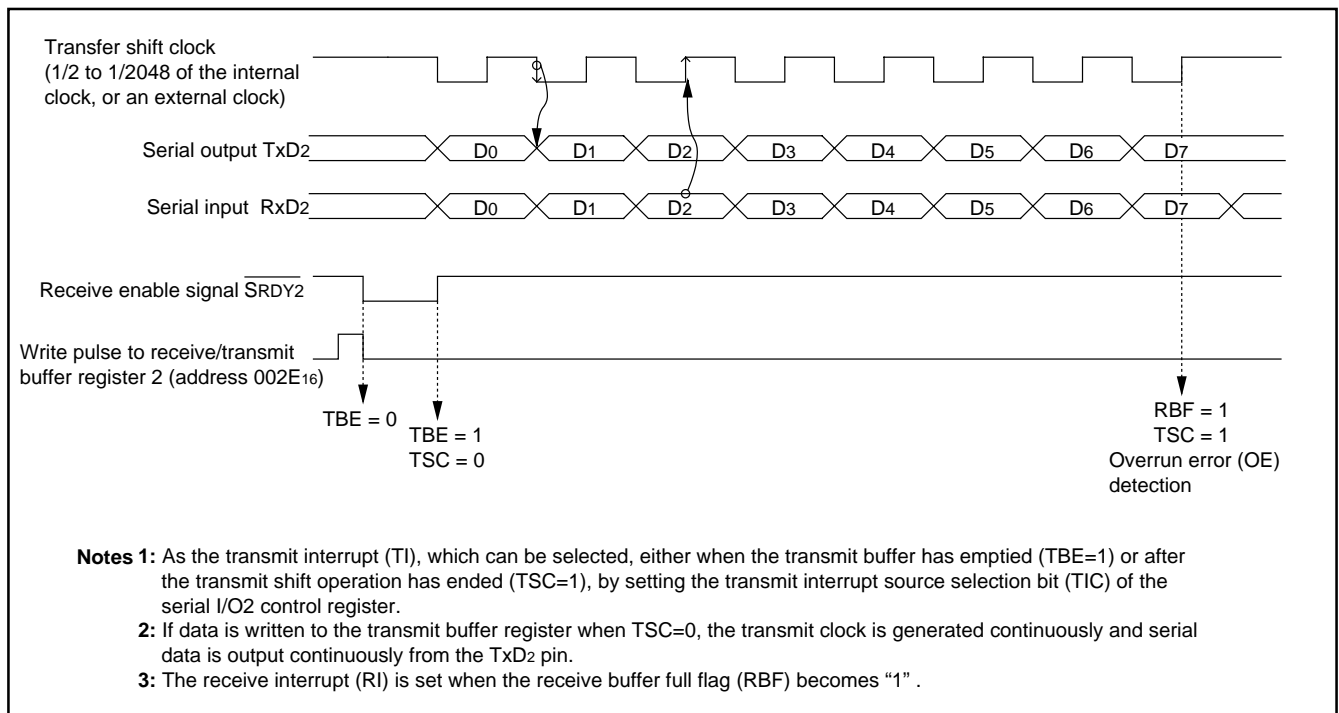 Transfer shift clock
(1/2 to 1/2048 of the internal
clock, or an external clock)
Serial output TxD2 D0 D1 D2 D3 D4 D5 D6 D7
Serial input RxD2 D0 D1 D2 D3 D4 D5 D6 D7
Receive enable signal SRDY2
Write pulse to receive/transmit
buffer register 2 (address 002E16)
TBE = 0
TBE = 1
TSC = 0
RBF = 1
TSC = 1
Overrun error (OE)
detection
Notes 1: As the transmit interrupt (TI), which can be selected, either when the transmit buffer has emptied (TBE=1) or after
the transmit shift operation has ended (TSC=1), by setting the transmit interrupt source selection bit (TIC) of the
serial I/O2 control register.
2: If data is written to the transmit buffer register when TSC=0, the transmit clock is generated continuously and serial
data is output continuously from the TxD2 pin.
3: The receive interrupt (RI) is set when the receive buffer full flag (RBF) becomes “1” .